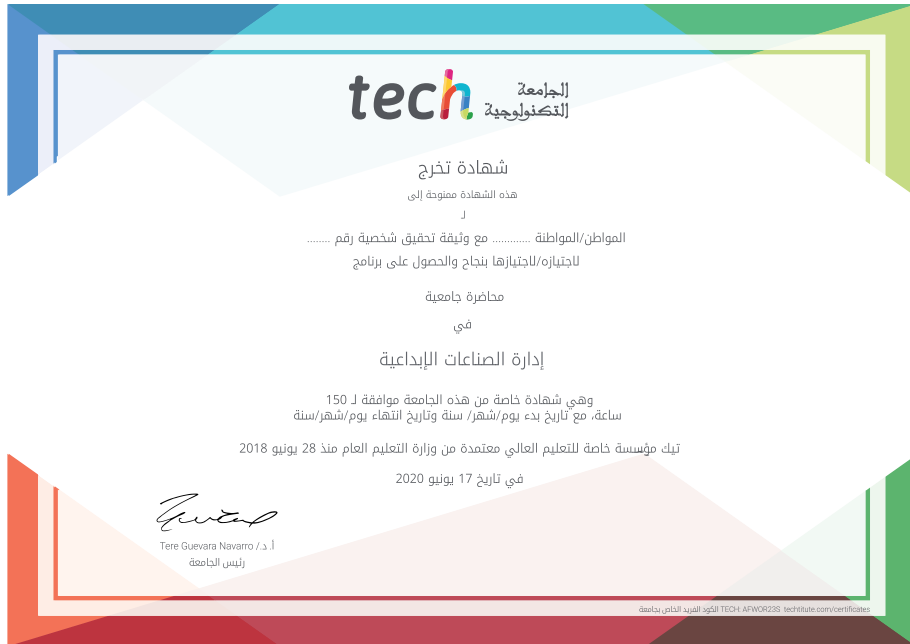 tech الجامعة
التكنولوجية
شهادة تخرج
هذه الشهادة ممنوحة إلى
لـ
المواطن/المواطنة ............ مع وثيقة تحقيق شخصية رقم ........
لاجتيازه/لاجتيازها بنجاح والحصول على برنامج
محاضرة جامعية
في
إدارة الصناعات الإبداعية
وهي شهادة خاصة من هذه الجامعة موافقة لـ 150
ساعة، مع تاريخ بدء يوم/شهر/ سنة وتاريخ انتهاء يوم/شهر/سنة
تيك مؤسسة خاصة للتعليم العالي معتمدة من وزارة التعليم العام منذ 28 يونيو 2018
في تاريخ 17 يونيو 2020
أ. د./ Tere Guevara Navarro
رئيس الجامعة
الكود الفريد الخاص بجامعة TECH: AFWOR23S techtitute.com/certificates